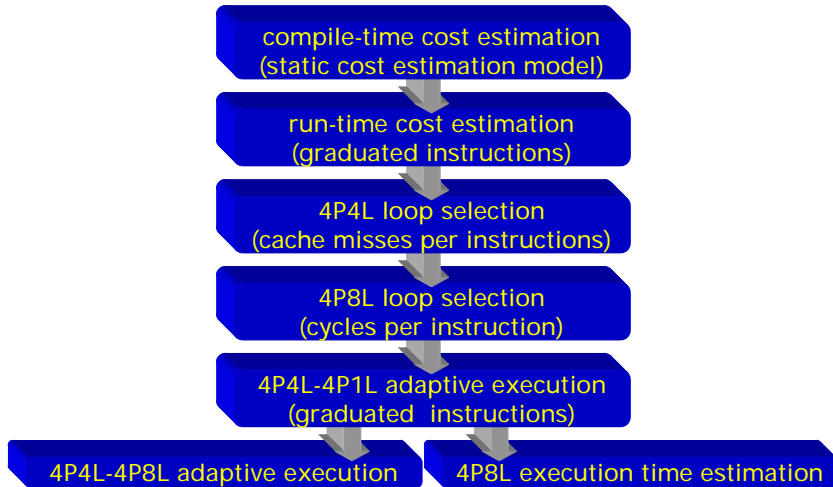 compile-time cost estimation
(static cost estimation model)
run-time cost estimation
(graduated instructions)
4P4L loop selection
(cache misses per instructions)
4P8L loop selection
(cycles per instruction)
4P4L-4P1L adaptive execution
(graduated instructions)
4P4L-4P8L adaptive execution
4P8L execution time estimation